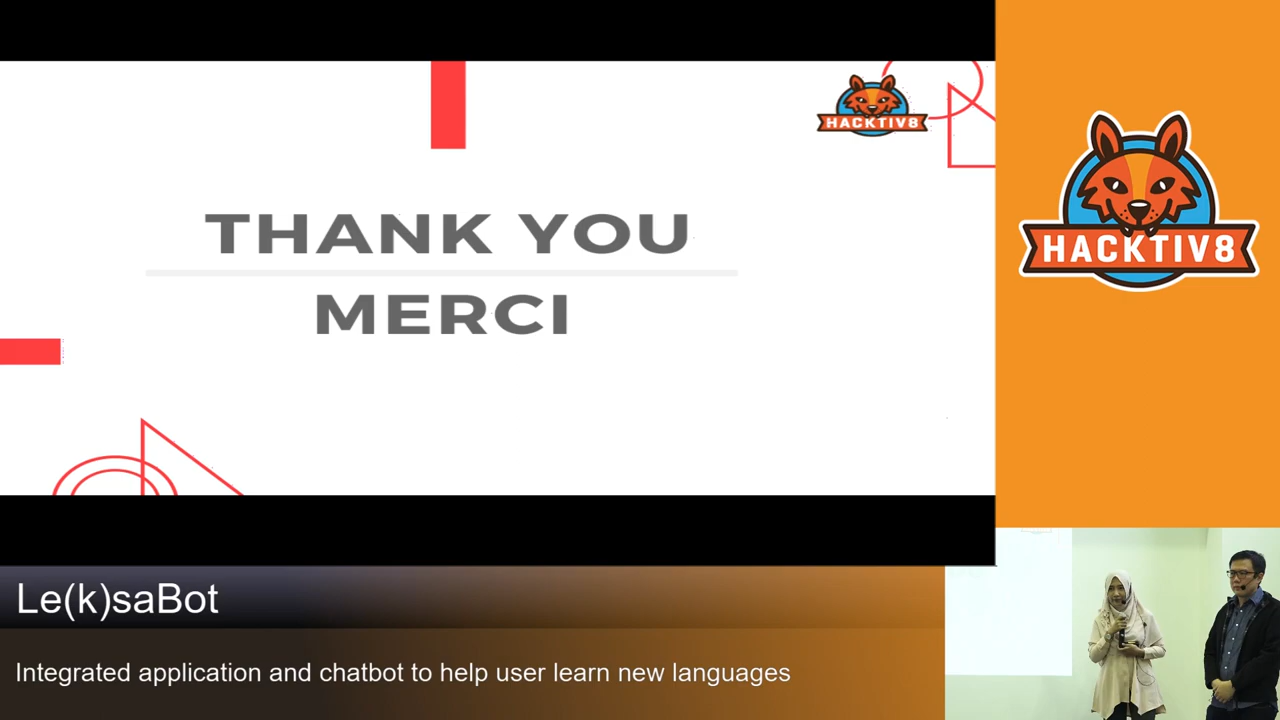 HACKTIV8
THANK YOU
MERCI
HACKTIV8
Le(k)saBot
Integrated application and chatbot to help user learn new languages